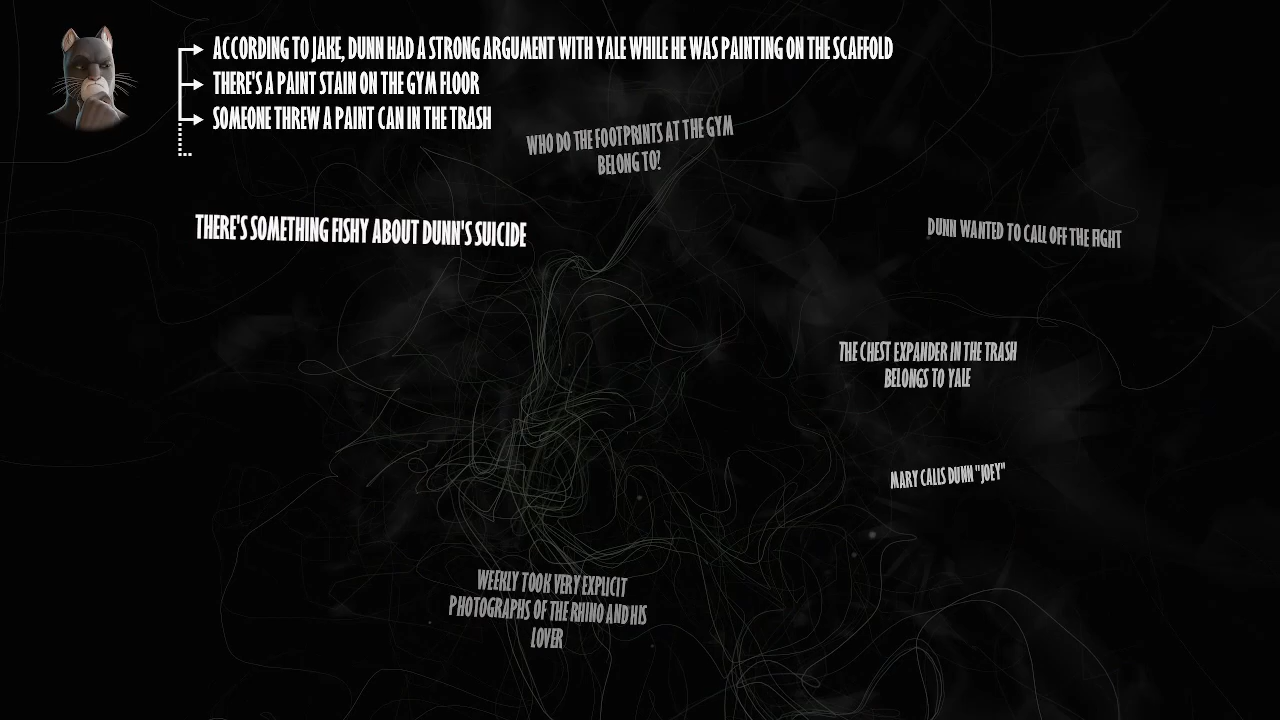 ACCORDING TO JAKE, DUNN HAD A STRONG ARGUMENT WITH YALE WHILE HE WAS PAINTING ON THE SCAFFOLD
THERE'S A PAINT STAIN ON THE GYM FLOOR
SOMEONE THREW A PAINT CAN IN THE TRASH
WHO DO THE FOOTPRINTS AT THE GYM
BELONG TO?
THERE'S SOMETHING FISHY ABOUT DUNN'S SUICIDE
DUNN WANTED TO CALL OFF THE FIGHT
THE CHEST EXPANDER IN THE TRASH
BELONGS TO YALE
MARY CALLS DUNN "JOEY"
WEEKLY TOOK VERY EXPLICIT
PHOTOGRAPHS OF THE RHINO AND HIS
LOVER